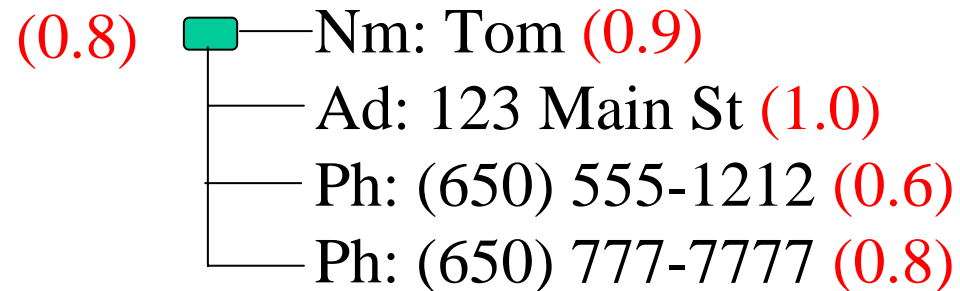 (0.8) Nm: Tom (0.9)
Ad: 123 Main St (1.0)
Ph: (650) 555-1212 (0.6)
Ph: (650) 777-7777 (0.8)